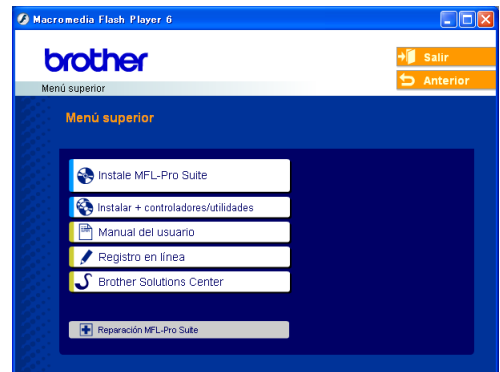 Macromedia Flash Player 6
brother
Salir
Anterior
Menú superior
Menú superior
Instale MFL-Pro Suite
Instalar + controladores/utilidades
Manual del usuario
Registro en línea
Brother Solutions Center
Reparación MFL-Pro Suite